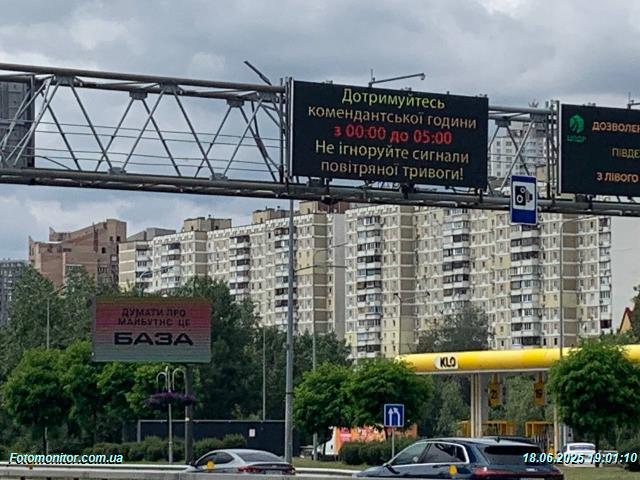 Дотримуйтесь
комендантської години
з 00:00 до 05:00
Не ігноруйте сигнали
повітряної тривоги!
ДОЗВОЛЕН
ПІВДЕ
З ЛІВОГО
ДУМАТИ ПРО
МАЙБУТНЄ ЦЕ
БАЗА
KLO
Fotomonitor.com.ua
18.06.2025 19:01:10